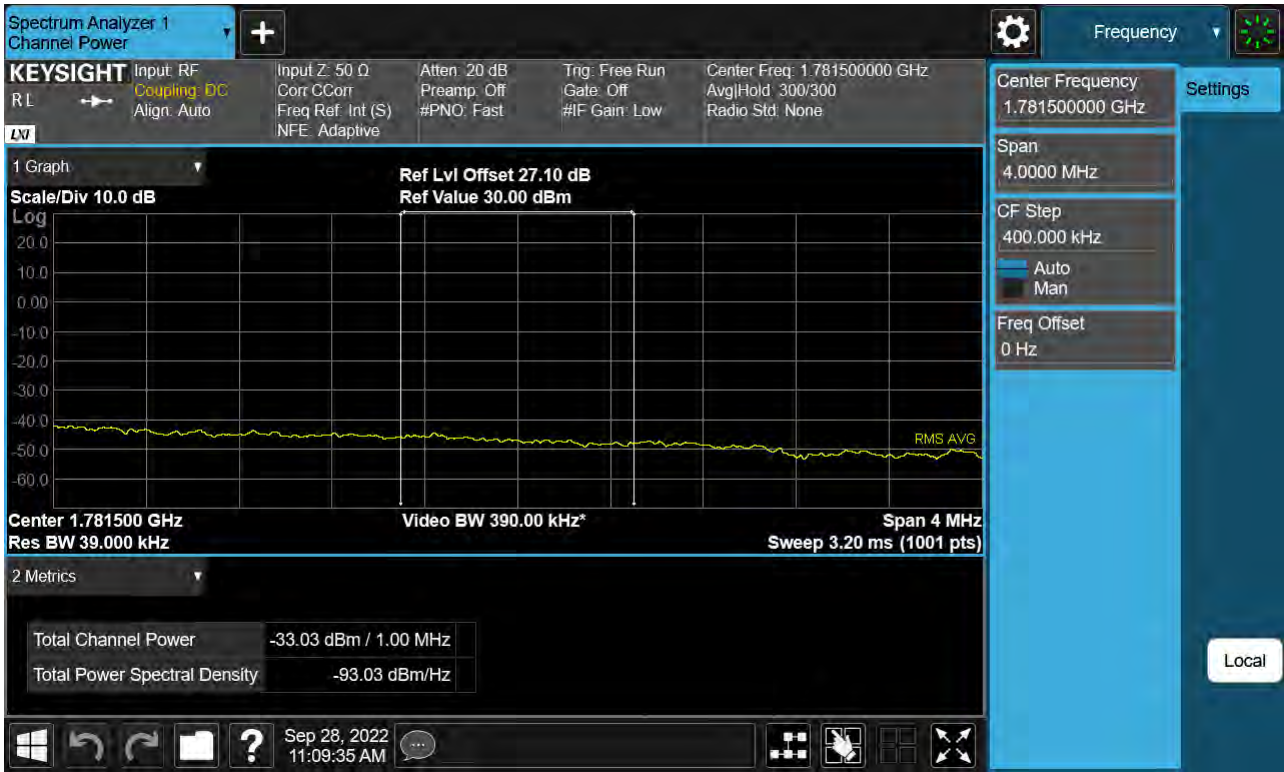 Spectrum Analyzer 1
Channel Power
+
Frequency
KEYSIGHT
RL
LXI
Input: RF
Coupling: DC
Align: Auto
Input Z: 50 Ω
Corr CCorr
Freq Ref: Int (S)
NFE: Adaptive
Atten: 20 dB
Preamp: Off
#PNO: Fast
Trig: Free Run
Gate: Off
#IF Gain: Low
Center Freq: 1.781500000 GHz
Avg|Hold: 300/300
Radio Std: None
Center Frequency
1.781500000 GHz
Settings
Span
4.0000 MHz
CF Step
400.000 kHz
Auto
Man
Freq Offset
0 Hz
1 Graph
Scale/Div 10.0 dB
Ref Lvl Offset 27.10 dB
Ref Value 30.00 dBm
Log
20.0
10.0
0.00
-10.0
-20.0
-30.0
-40.0
-50.0
-60.0
RMS AVG
Center 1.781500 GHz
Res BW 39.000 kHz
Video BW 390.00 kHz*
Span 4 MHz
Sweep 3.20 ms (1001 pts)
2 Metrics
Total Channel Power -33.03 dBm / 1.00 MHz
Total Power Spectral Density -93.03 dBm/Hz
Local
?
Sep 28, 2022
11:09:35 AM